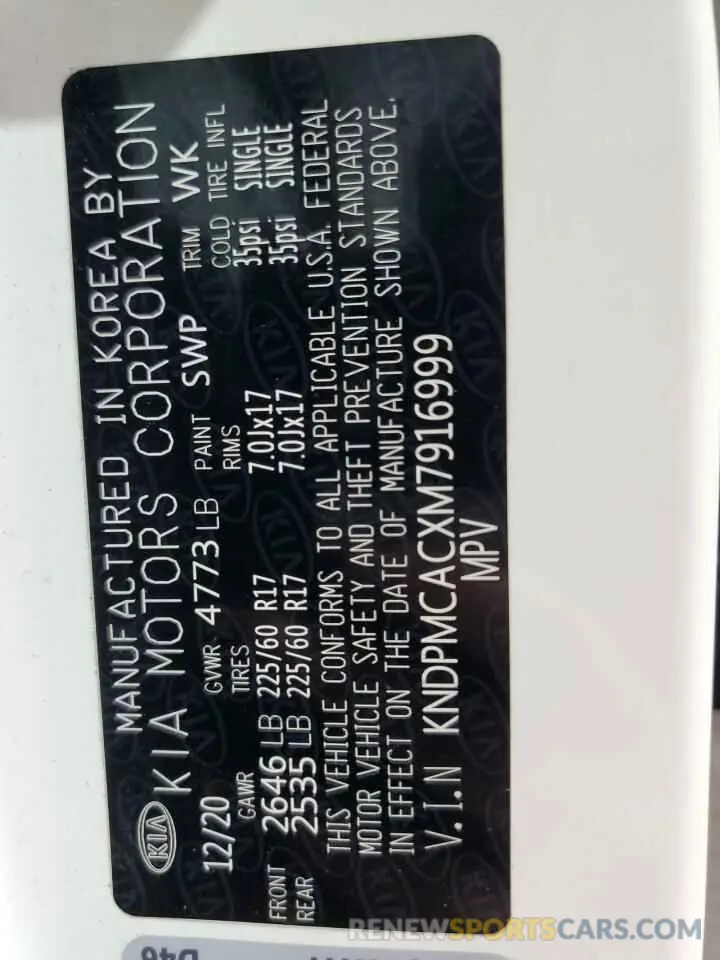 MANUFACTURED IN KOREA BY
KIA KIA MOTORS CORPORATION
12/20 GVWR 4773 LB PAINT SWP TRIM WK
GAWR TIRES RIMS COLD TIRE INFL
FRONT 2646 LB 225/60 R17 7.0Jx17 35psi SINGLE
REAR 2535 LB 225/60 R17 7.0Jx17 35psi SINGLE
THIS VEHICLE CONFORMS TO ALL APPLICABLE U.S.A. FEDERAL
MOTOR VEHICLE SAFETY AND THEFT PREVENTION STANDARDS
IN EFFECT ON THE DATE OF MANUFACTURE SHOWN ABOVE.
V.I.N KNDPMCACXM7916999
MPV
D46
RENEWSPORTSCARS.COM